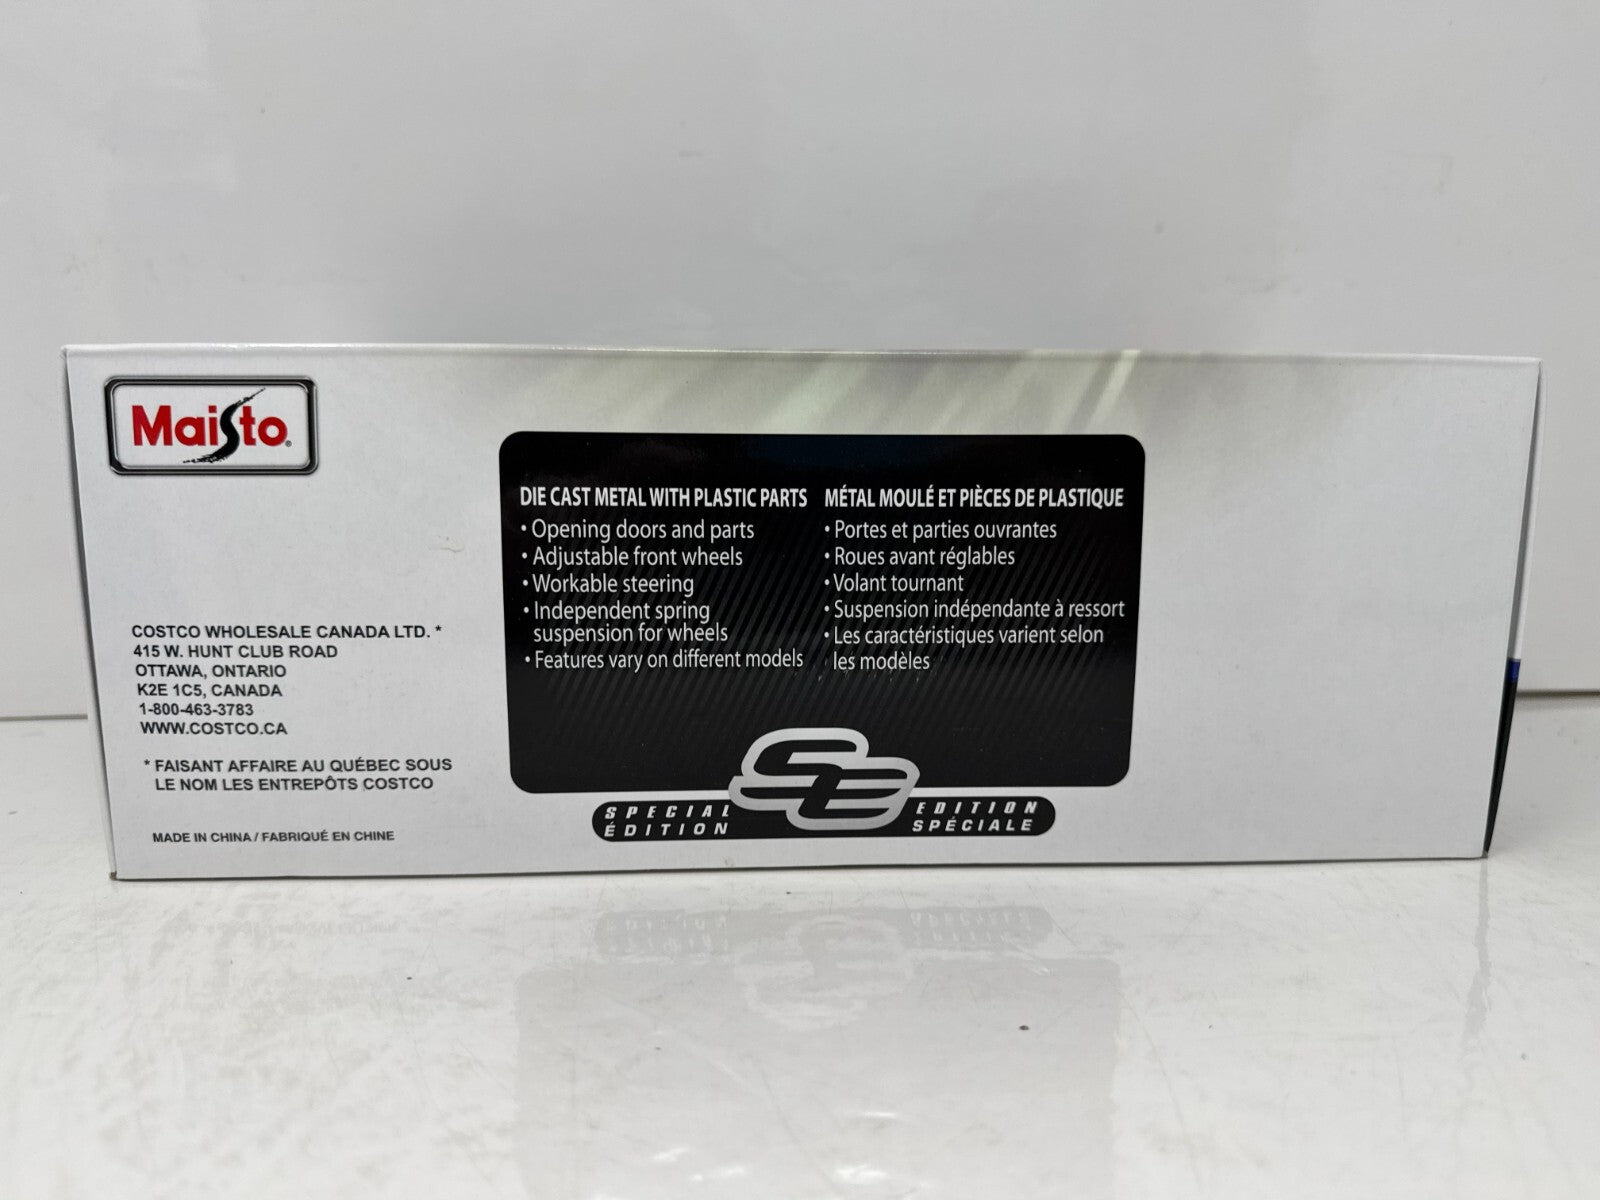 Maisto
DIE CAST METAL WITH PLASTIC PARTS
• Opening doors and parts
• Adjustable front wheels
• Workable steering
• Independent spring
suspension for wheels
• Features vary on different models
MÉTAL MOULÉ ET PIÈCES DE PLASTIQUE
• Portes et parties ouvrantes
• Roues avant réglables
• Volant tournant
• Suspension indépendante à ressort
• Les caractéristiques varient selon
les modèles
COSTCO WHOLESALE CANADA LTD. *
415 W. HUNT CLUB ROAD
OTTAWA, ONTARIO
K2E 1C5, CANADA
1-800-463-3783
WWW.COSTCO.CA
* FAISANT AFFAIRE AU QUÉBEC SOUS
LE NOM LES ENTREPÔTS COSTCO
MADE IN CHINA / FABRIQUÉ EN CHINE
SPECIAL
ÉDITION
SE
EDITION
SPÉCIALE